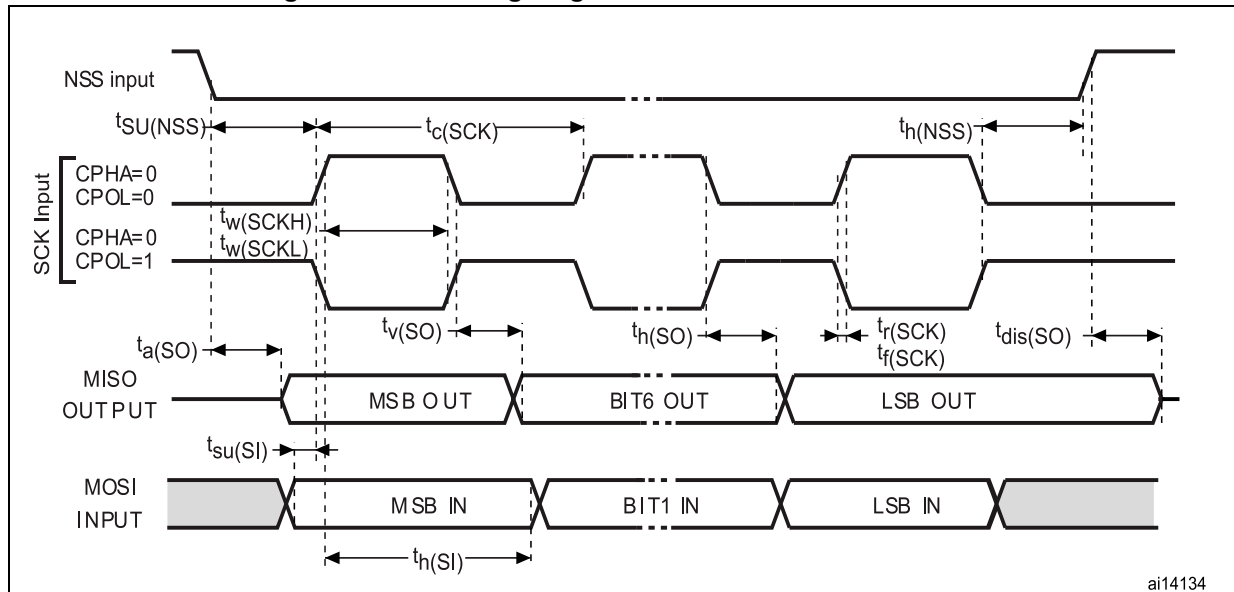 NSS input
tSU(NSS)
tc(SCK)
th(NSS)
SCK Input
CPHA=0
CPOL=0
tw(SCKH)
CPHA=0
tw(SCKL)
CPOL=1
tv(SO)
th(SO)
tr(SCK)
tdis(SO)
ta(SO)
tf(SCK)
MISO
OUTPUT
MSB OUT
BIT6 OUT
LSB OUT
tsu(SI)
MOSI
INPUT
MSB IN
BIT1 IN
LSB IN
th(SI)
ai14134